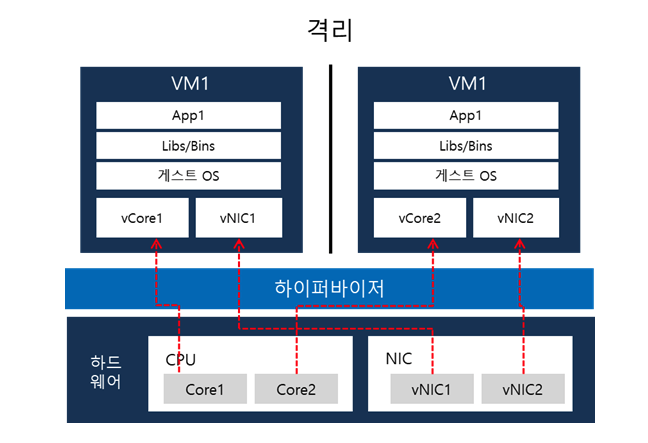 격리
VM1
App1
Libs/Bins
게스트 OS
vCore1
vNIC1
VM1
App1
Libs/Bins
게스트 OS
vCore2
vNIC2
하이퍼바이저
하드
웨어
CPU
Core1
Core2
NIC
vNIC1
vNIC2